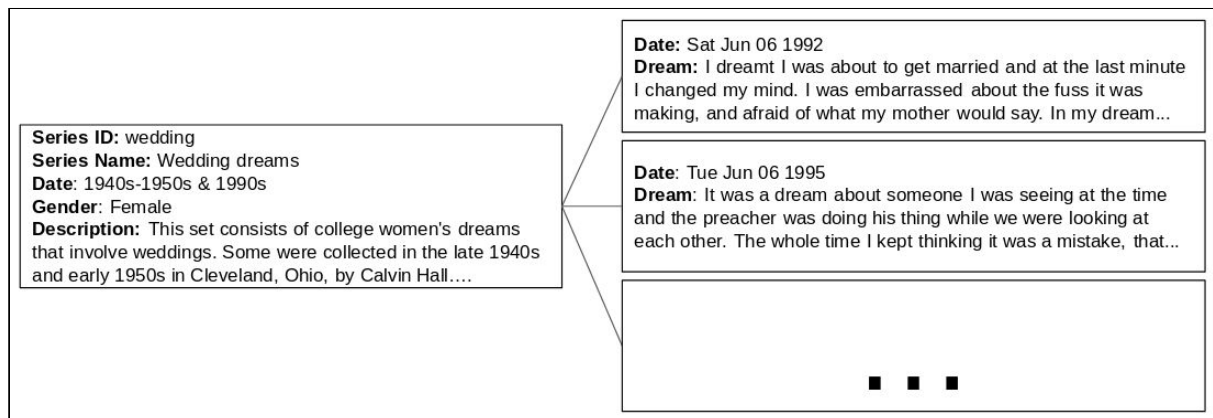 Series ID: wedding
Series Name: Wedding dreams
Date: 1940s-1950s & 1990s
Gender: Female
Description: This set consists of college women's dreams
that involve weddings. Some were collected in the late 1940s
and early 1950s in Cleveland, Ohio, by Calvin Hall....
Date: Sat Jun 06 1992
Dream: I dreamt I was about to get married and at the last minute
I changed my mind. I was embarrassed about the fuss it was
making, and afraid of what my mother would say. In my dream...
Date: Tue Jun 06 1995
Dream: It was a dream about someone I was seeing at the time
and the preacher was doing his thing while we were looking at
each other. The whole time I kept thinking it was a mistake, that...
...